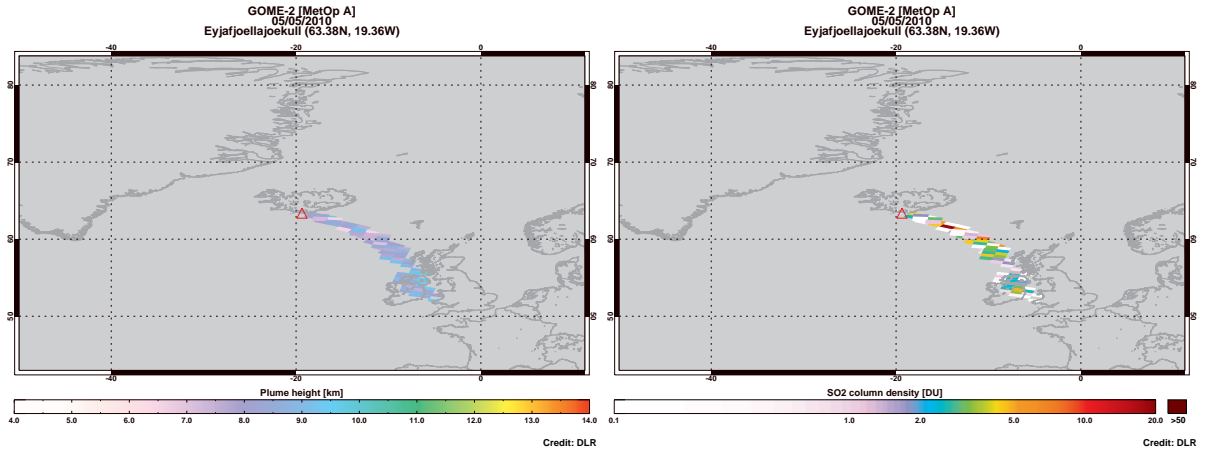 GOME-2 [MetOp A]
05/05/2010
Eyjafjoellajoekull (63.38N, 19.36W)
-40 -20 0
80 80
70 70
60 60
50 50
-40 -20 0
Plume height [km]
4.0 5.0 6.0 7.0 8.0 9.0 10.0 11.0 12.0 13.0 14.0
Credit: DLR
GOME-2 [MetOp A]
05/05/2010
Eyjafjoellajoekull (63.38N, 19.36W)
-40 -20 0
80 80
70 70
60 60
50 50
-40 -20 0
SO2 column density [DU]
0.1 1.0 2.0 5.0 10.0 20.0 >50
Credit: DLR